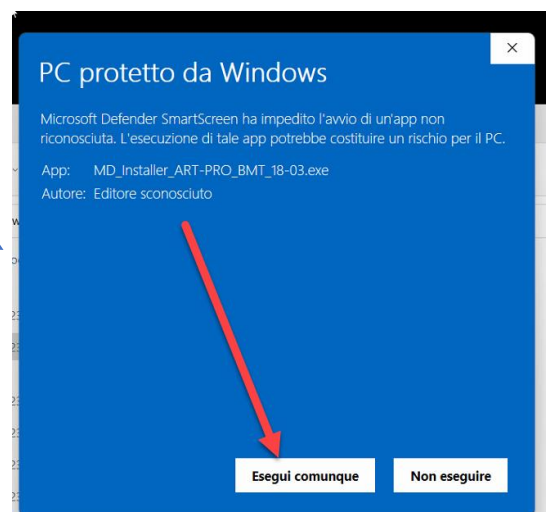 PC protetto da Windows
Microsoft Defender SmartScreen ha impedito l'avvio di un'app non
riconosciuta. L'esecuzione di tale app potrebbe costituire un rischio per il PC.
App: MD_Installer_ART-PRO_BMT_18-03.exe
Autore: Editore sconosciuto
Esegui comunque Non eseguire